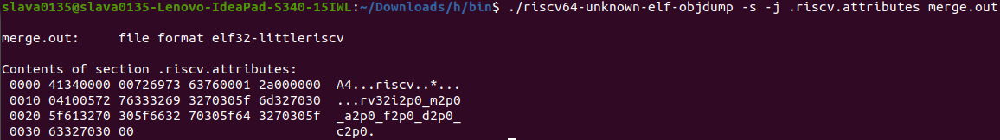 slava0135@slava0135-Lenovo-IdeaPad-S340-15IWL:~/Downloads/h/bin$ ./riscv64-unknown-elf-objdump -s -j .riscv.attributes merge.out
merge.out:     file format elf32-littleriscv
Contents of section .riscv.attributes:
 0000 41340000 00726973 63760001 2a000000  A4...riscv..*...
 0010 04100572 76333269 3270305f 6d327030  ...rv32i2p0_m2p0
 0020 5f613270 305f6632 70305f64 3270305f  _a2p0_f2p0_d2p0_
 0030 63327030 00                          c2p0.